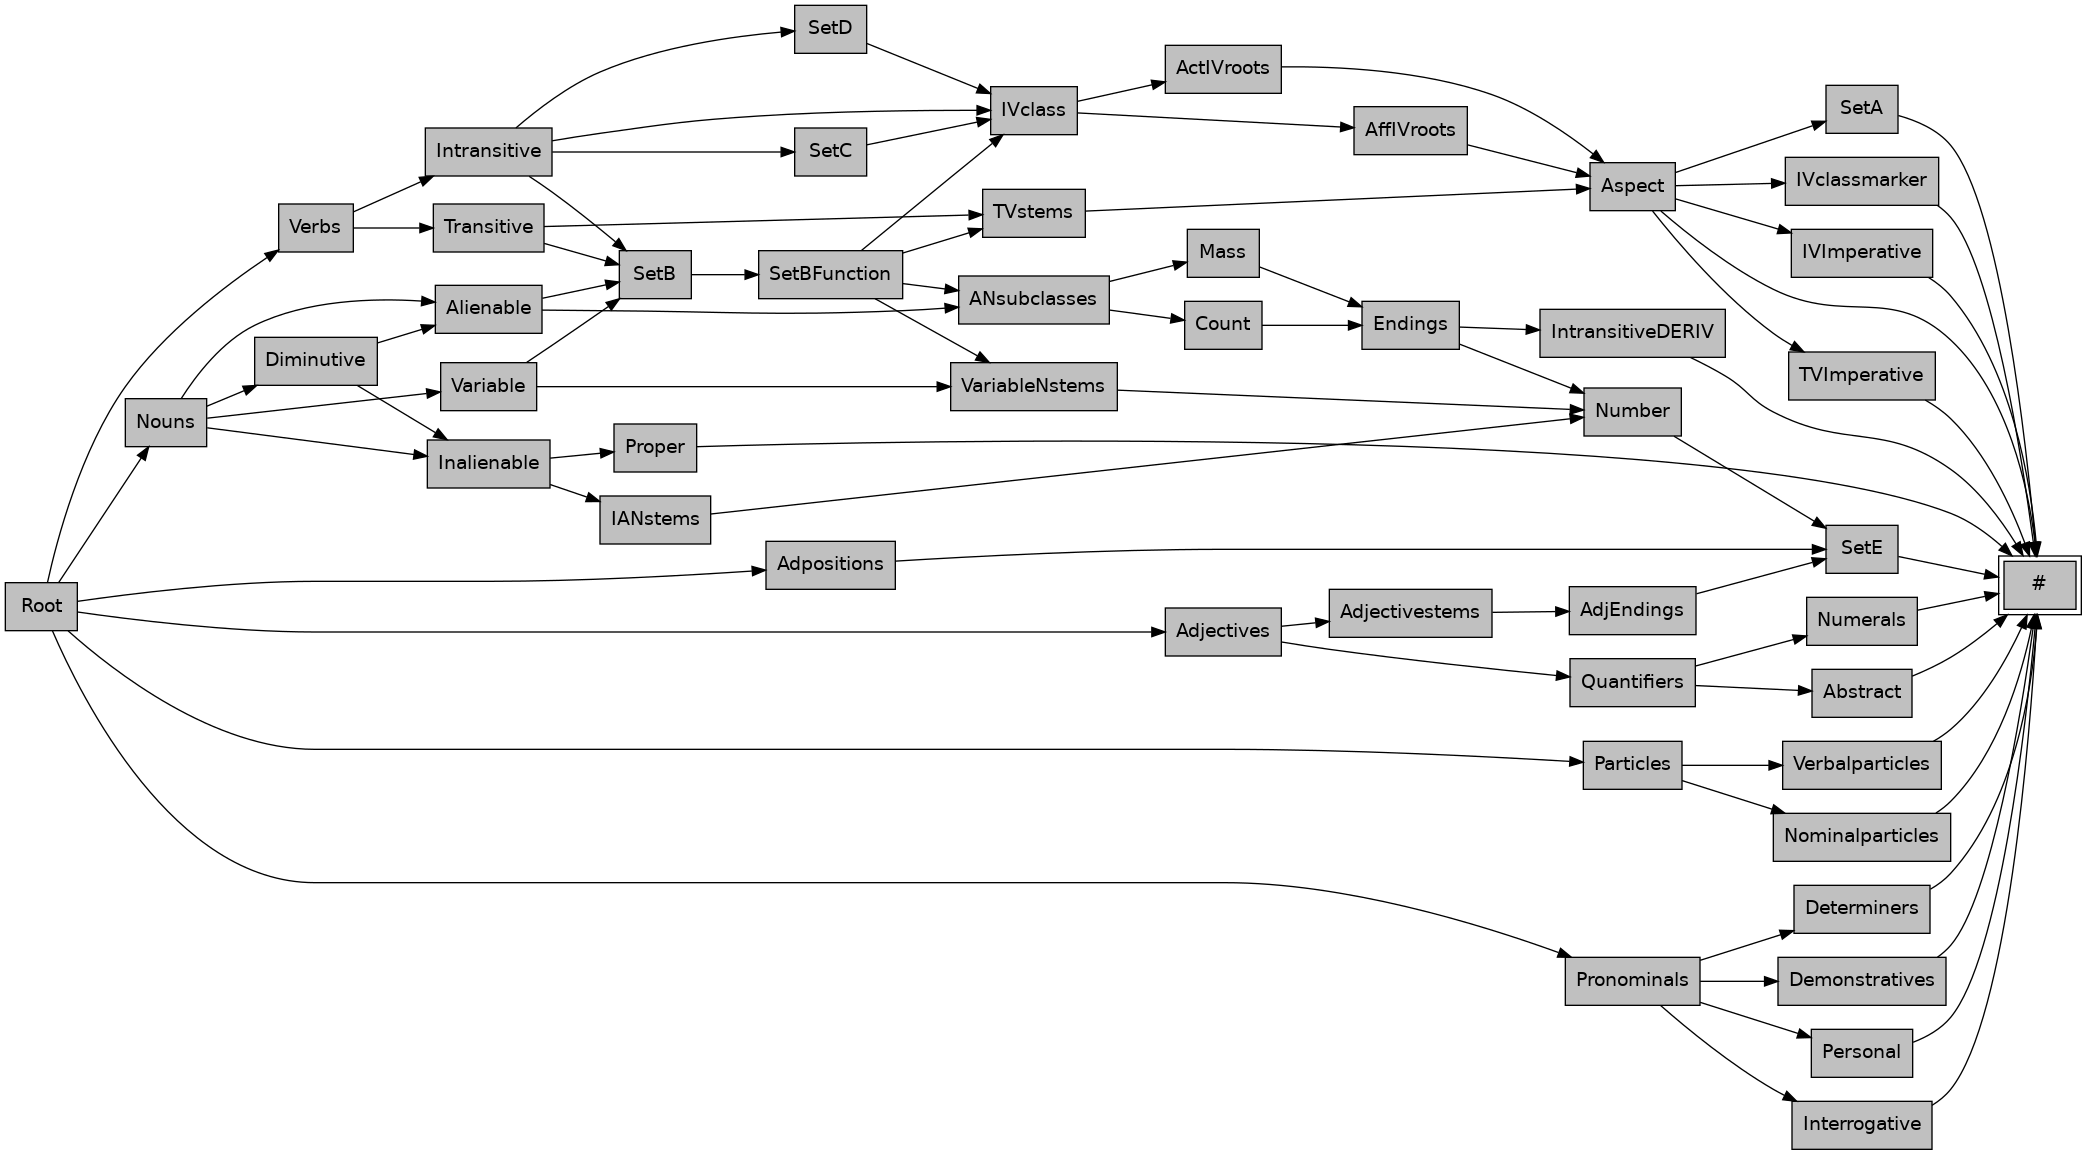 SetD
ActIVroots
IVclass
SetA
AffIVroots
Intransitive
SetC
Aspect
IVclassmarker
TVstems
Verbs
Transitive
Mass
IVImperative
SetB
SetBFunction
ANsubclasses
Alienable
Count
Endings
IntransitiveDERIV
Diminutive
TVImperative
Variable
VariableNstems
Number
Nouns
Proper
Inalienable
IANstems
SetE
Adpositions
#
Root
AdjEndings
Adjectivestems
Numerals
Adjectives
Quantifiers
Abstract
Particles
Verbalparticles
Nominalparticles
Determiners
Pronominals
Demonstratives
Personal
Interrogative